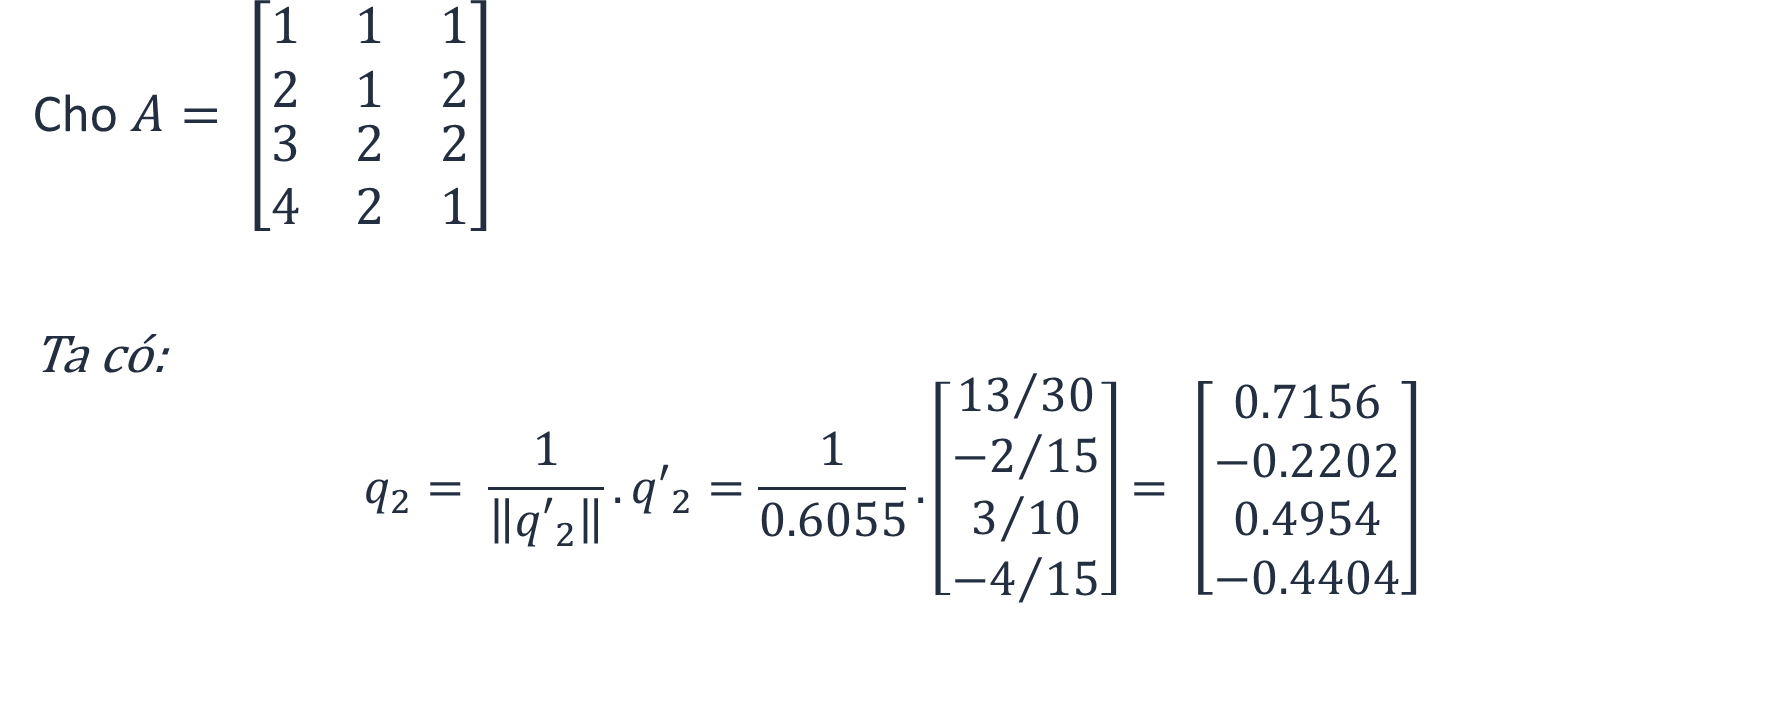 Cho A = [1 1 1
2 1 2
3 2 2
4 2 1]
Ta có:
q₂ = 1/‖q′₂‖ . q′₂ = 1/0.6055 . [13/30 −2/15 3/10 −4/15] = [0.7156 −0.2202 0.4954 −0.4404]